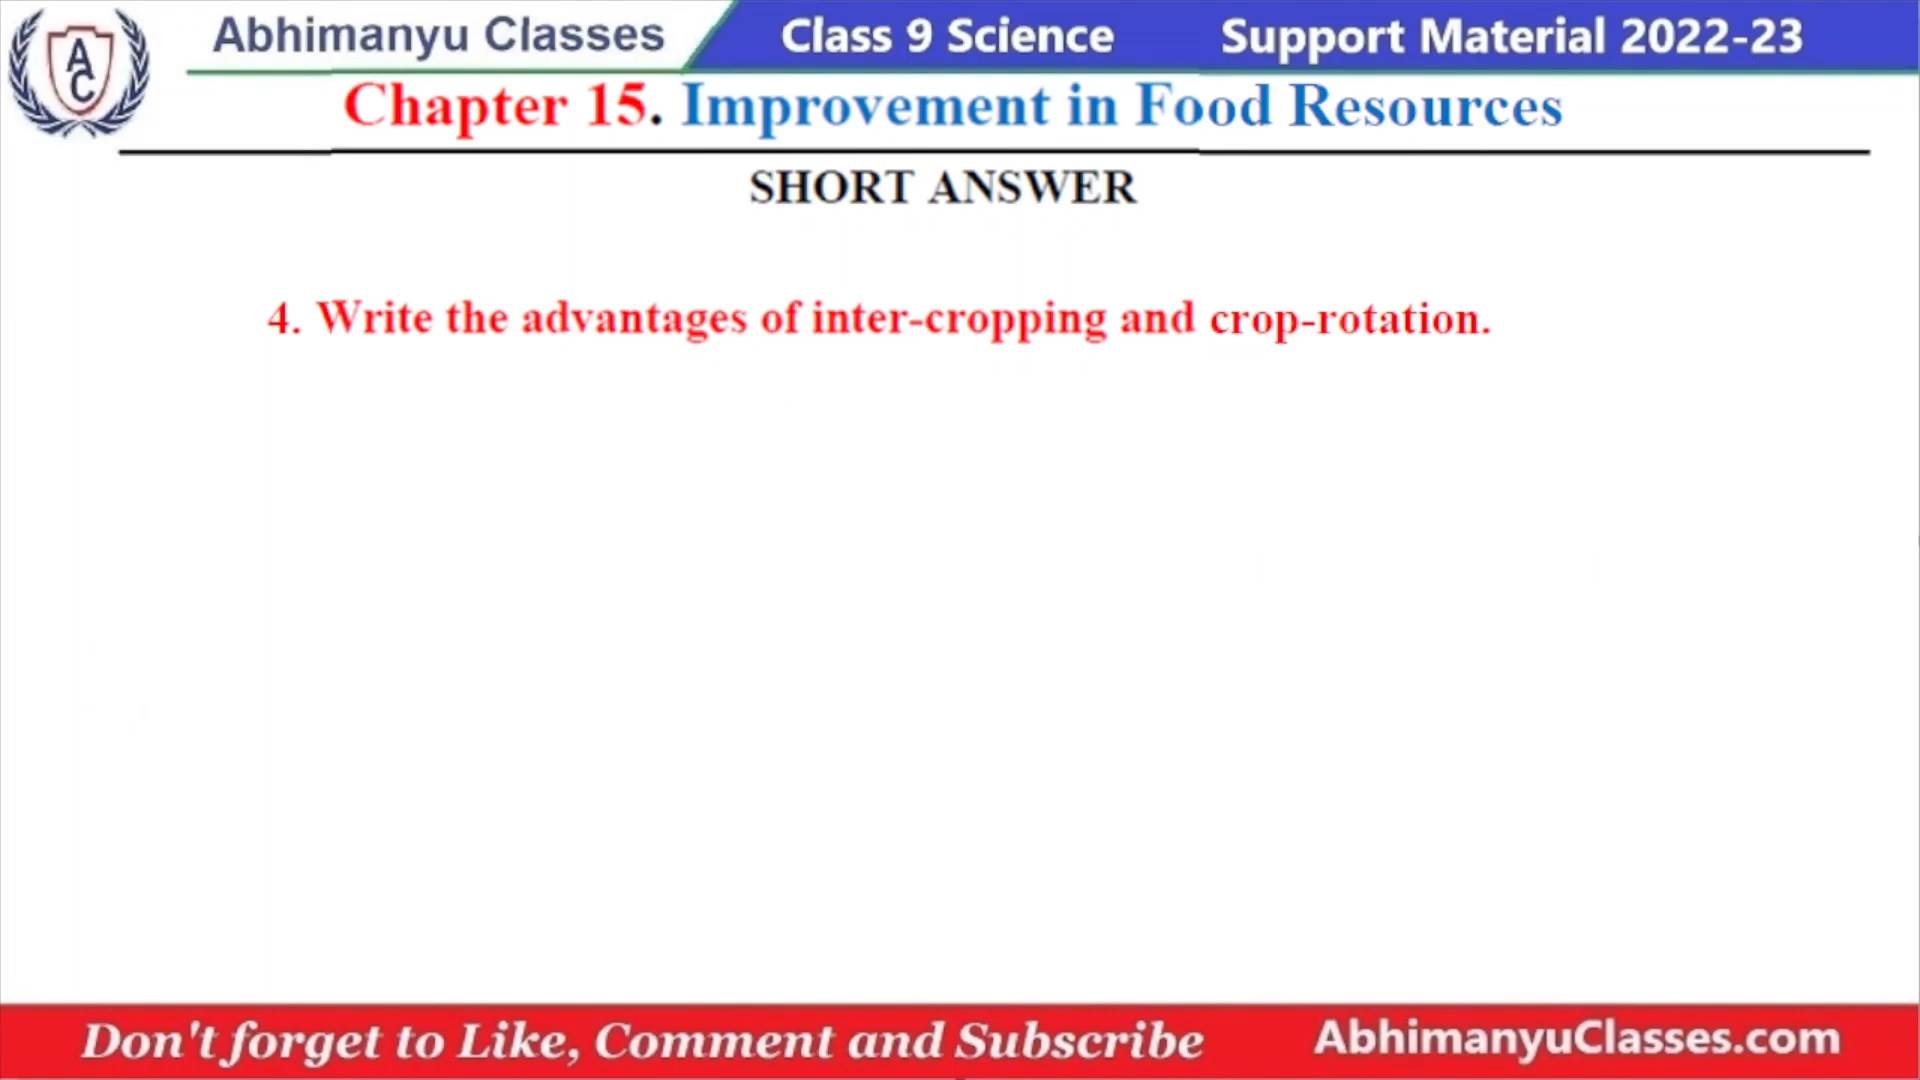 AC
Abhimanyu Classes
Class 9 Science
Support Material 2022-23
Chapter 15. Improvement in Food Resources
SHORT ANSWER
4. Write the advantages of inter-cropping and crop-rotation.
Don't forget to Like, Comment and Subscribe
AbhimanyuClasses.com